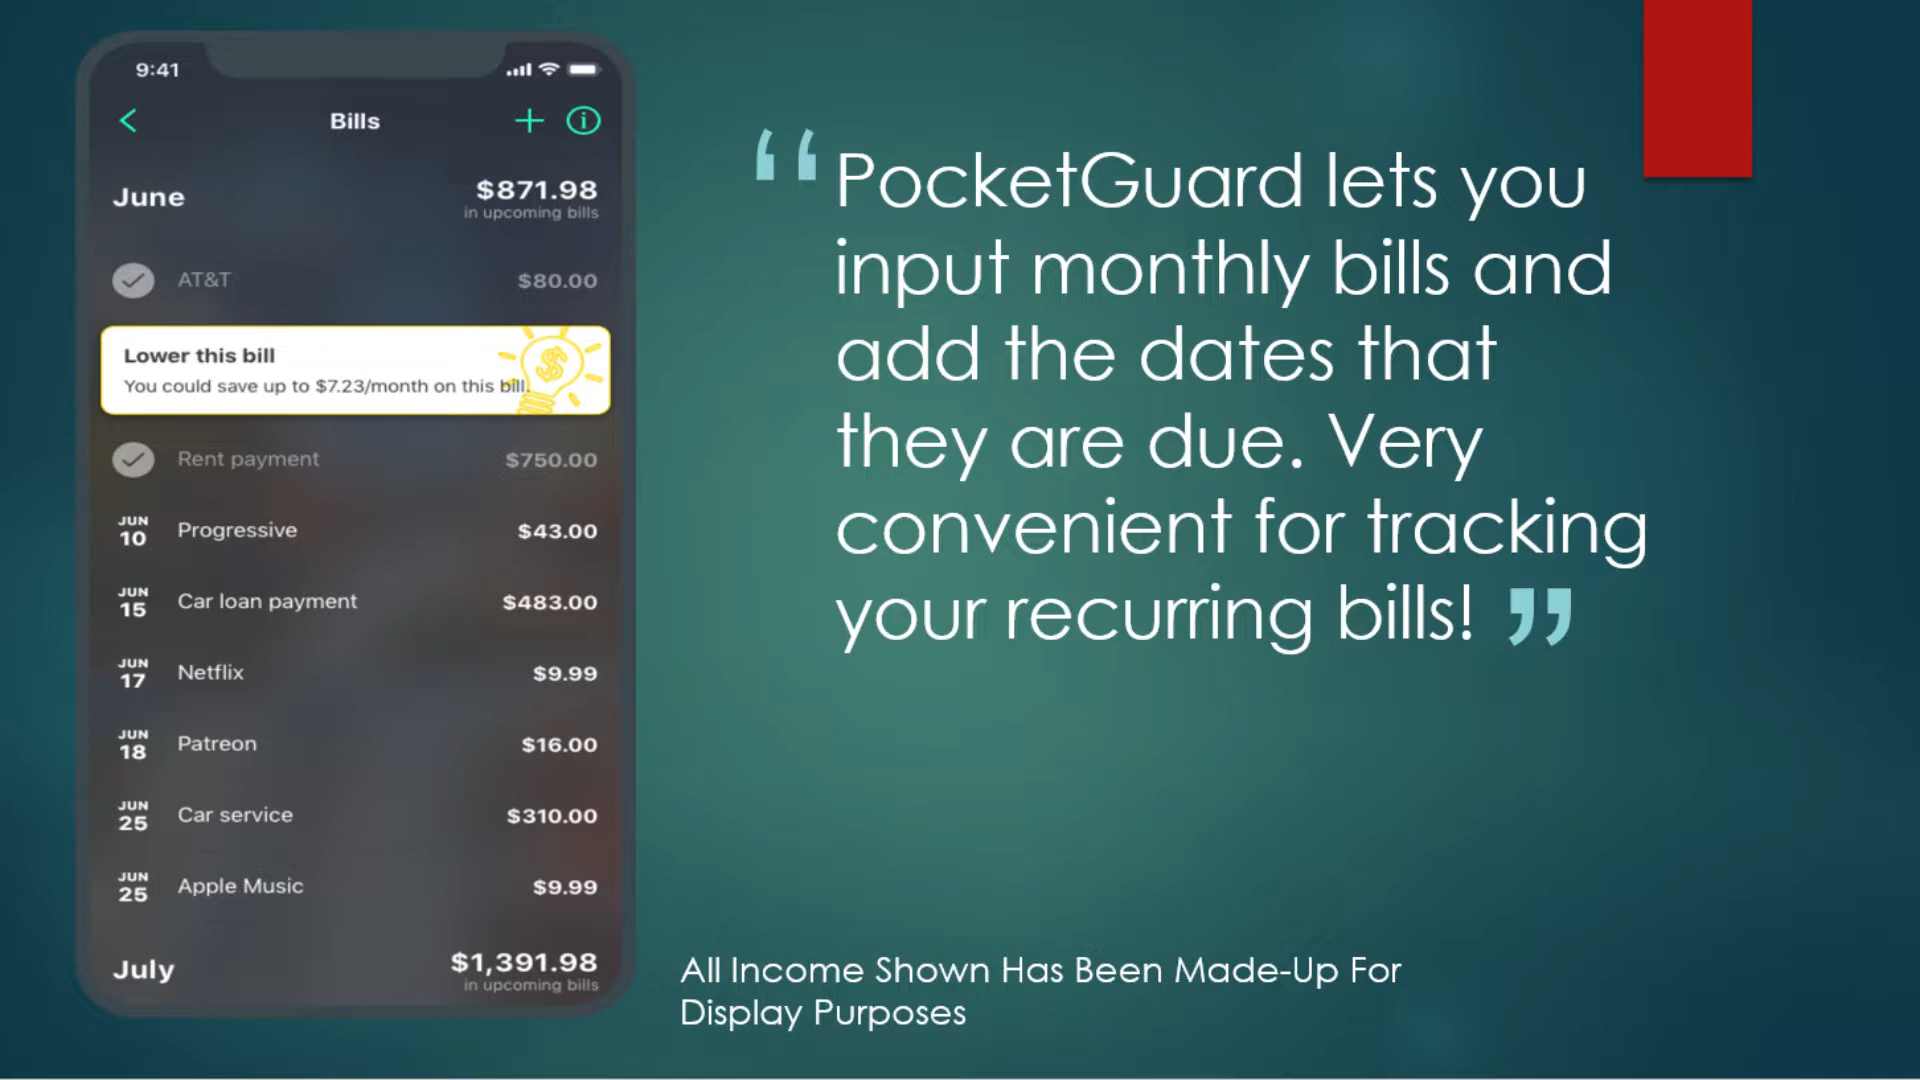 9:41
Bills
June
$871.98
in upcoming bills
AT&T $80.00
Lower this bill
You could save up to $7.23/month on this bill.
Rent payment $750.00
JUN 10 Progressive $43.00
JUN 15 Car loan payment $483.00
JUN 17 Netflix $9.99
JUN 18 Patreon $16.00
JUN 25 Car service $310.00
JUN 25 Apple Music $9.99
July
$1,391.98
in upcoming bills
“PocketGuard lets you
input monthly bills and
add the dates that
they are due. Very
convenient for tracking
your recurring bills!”
All Income Shown Has Been Made-Up For
Display Purposes